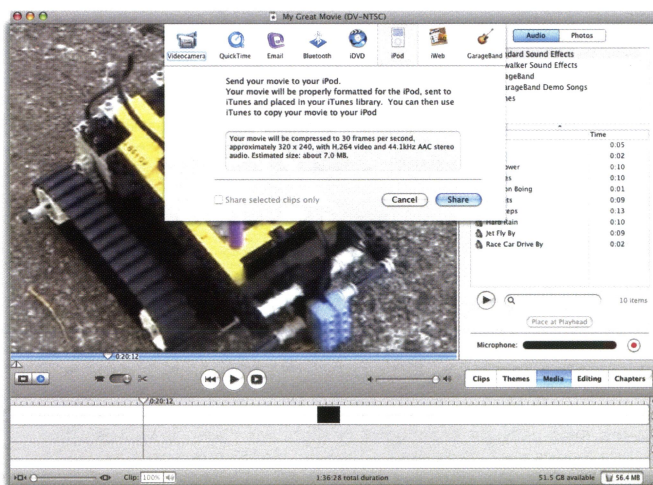 My Great Movie (DV-NTSC)
Videocamera QuickTime Email Bluetooth iDVD iPod iWeb GarageBand
Send your movie to your iPod.
Your movie will be properly formatted for the iPod, sent to
iTunes and placed in your iTunes library. You can then use
iTunes to copy your movie to your iPod
Your movie will be compressed to 30 frames per second,
approximately 320 x 240, with H.264 video and 44.1kHz AAC stereo
audio. Estimated size: about 7.0 MB.
Share selected clips only
Cancel Share
Audio Photos
dard Sound Effects
walker Sound Effects
ageBand
arageBand Demo Songs
nes
Time
0:05
0:02
ower 0:10
gs 0:10
on Boing 0:01
ets 0:09
teps 0:13
Hard Rain 0:10
Jet Fly By 0:09
Race Car Drive By 0:02
10 items
Place at Playhead
Microphone:
0:20:12
Clips Themes Media Editing Chapters
0:20:12
Clip: 100% 1:36:28 total duration 51.5 GB available 56.4 MB